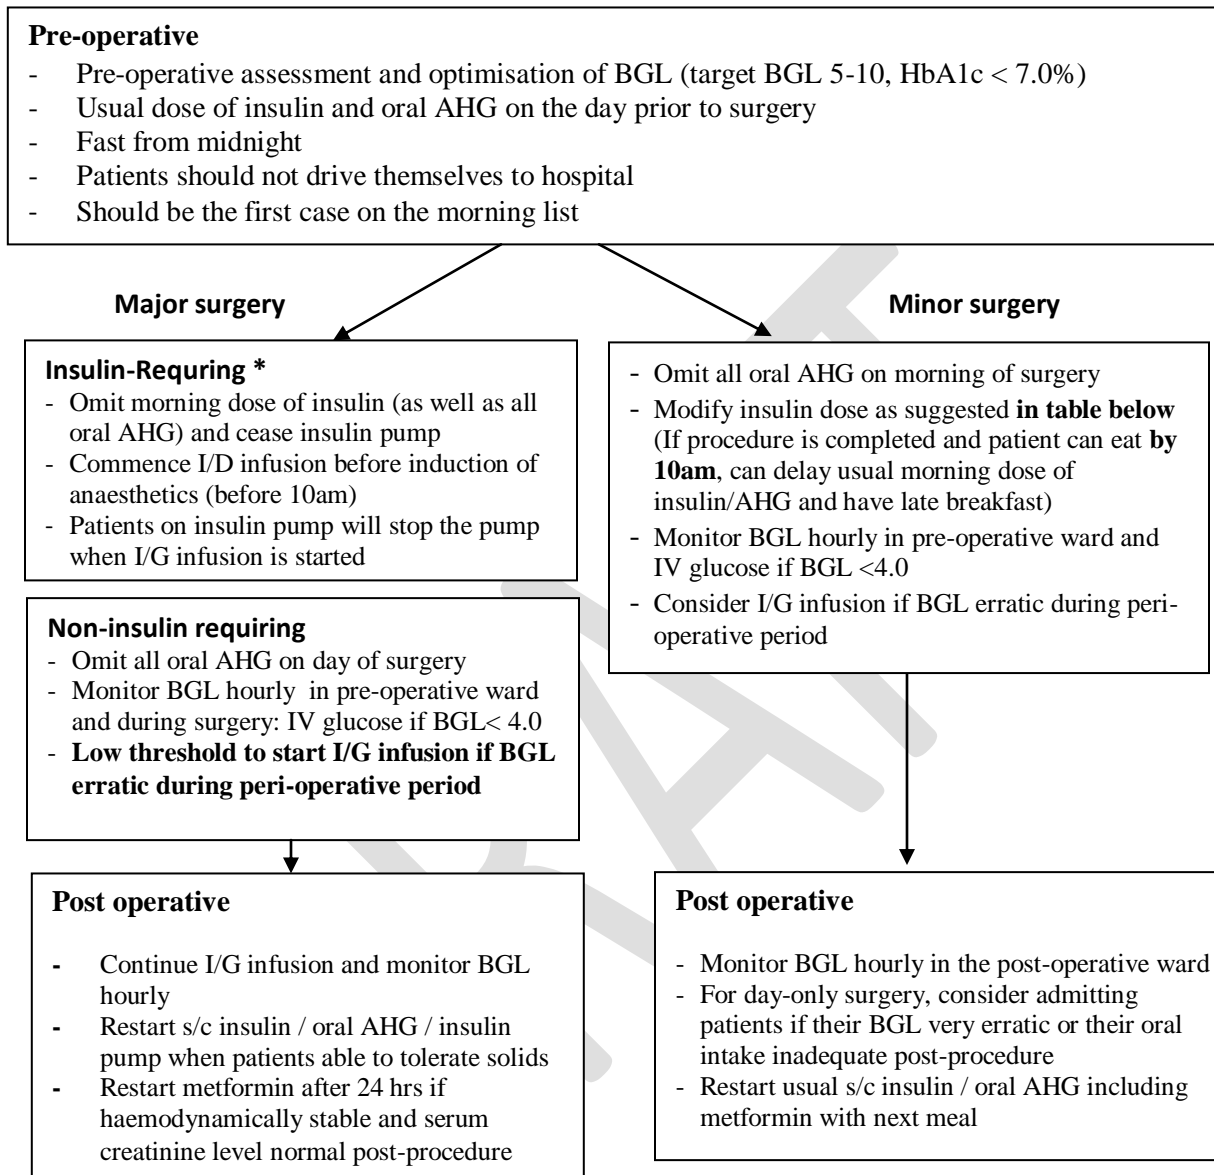 Pre-operative
- Pre-operative assessment and optimisation of BGL (target BGL 5-10, HbA1c < 7.0%)
- Usual dose of insulin and oral AHG on the day prior to surgery
- Fast from midnight
- Patients should not drive themselves to hospital
- Should be the first case on the morning list
Major surgery
Insulin-Requring *
- Omit morning dose of insulin (as well as all
oral AHG) and cease insulin pump
- Commence I/D infusion before induction of
anaesthetics (before 10am)
- Patients on insulin pump will stop the pump
when I/G infusion is started
Non-insulin requiring
- Omit all oral AHG on day of surgery
- Monitor BGL hourly in pre-operative ward
and during surgery: IV glucose if BGL< 4.0
- Low threshold to start I/G infusion if BGL
erratic during peri-operative period
Post operative
- Continue I/G infusion and monitor BGL
hourly
- Restart s/c insulin / oral AHG / insulin
pump when patients able to tolerate solids
- Restart metformin after 24 hrs if
haemodynamically stable and serum
creatinine level normal post-procedure
Minor surgery
- Omit all oral AHG on morning of surgery
- Modify insulin dose as suggested in table below
(If procedure is completed and patient can eat by
10am, can delay usual morning dose of
insulin/AHG and have late breakfast)
- Monitor BGL hourly in pre-operative ward and
IV glucose if BGL <4.0
- Consider I/G infusion if BGL erratic during peri-
operative period
Post operative
- Monitor BGL hourly in the post-operative ward
- For day-only surgery, consider admitting
patients if their BGL very erratic or their oral
intake inadequate post-procedure
- Restart usual s/c insulin / oral AHG including
metformin with next meal